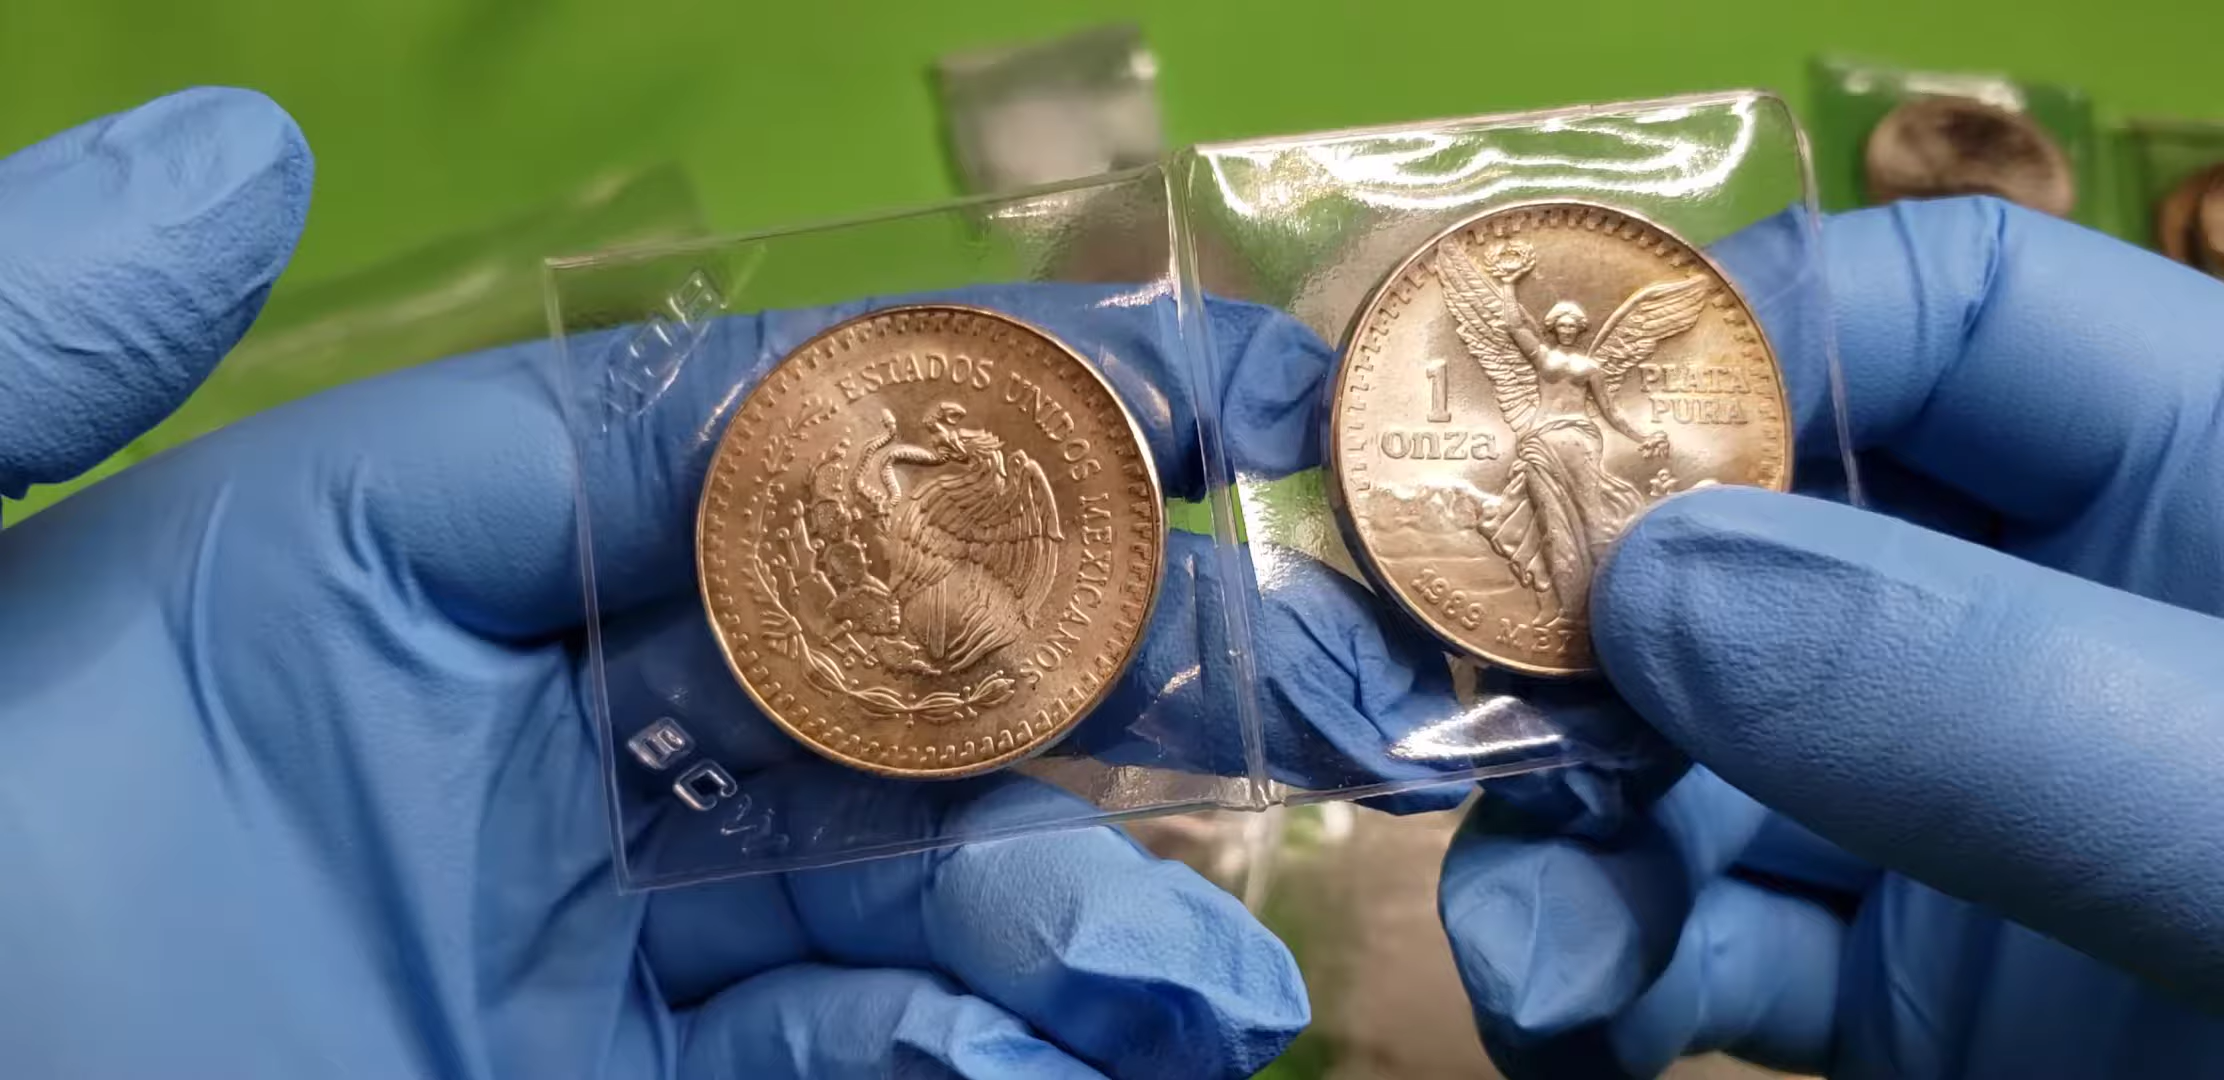 ESTADOS UNIDOS MEXICANOS
1
onza
PLATA
PURA
1989
BCW